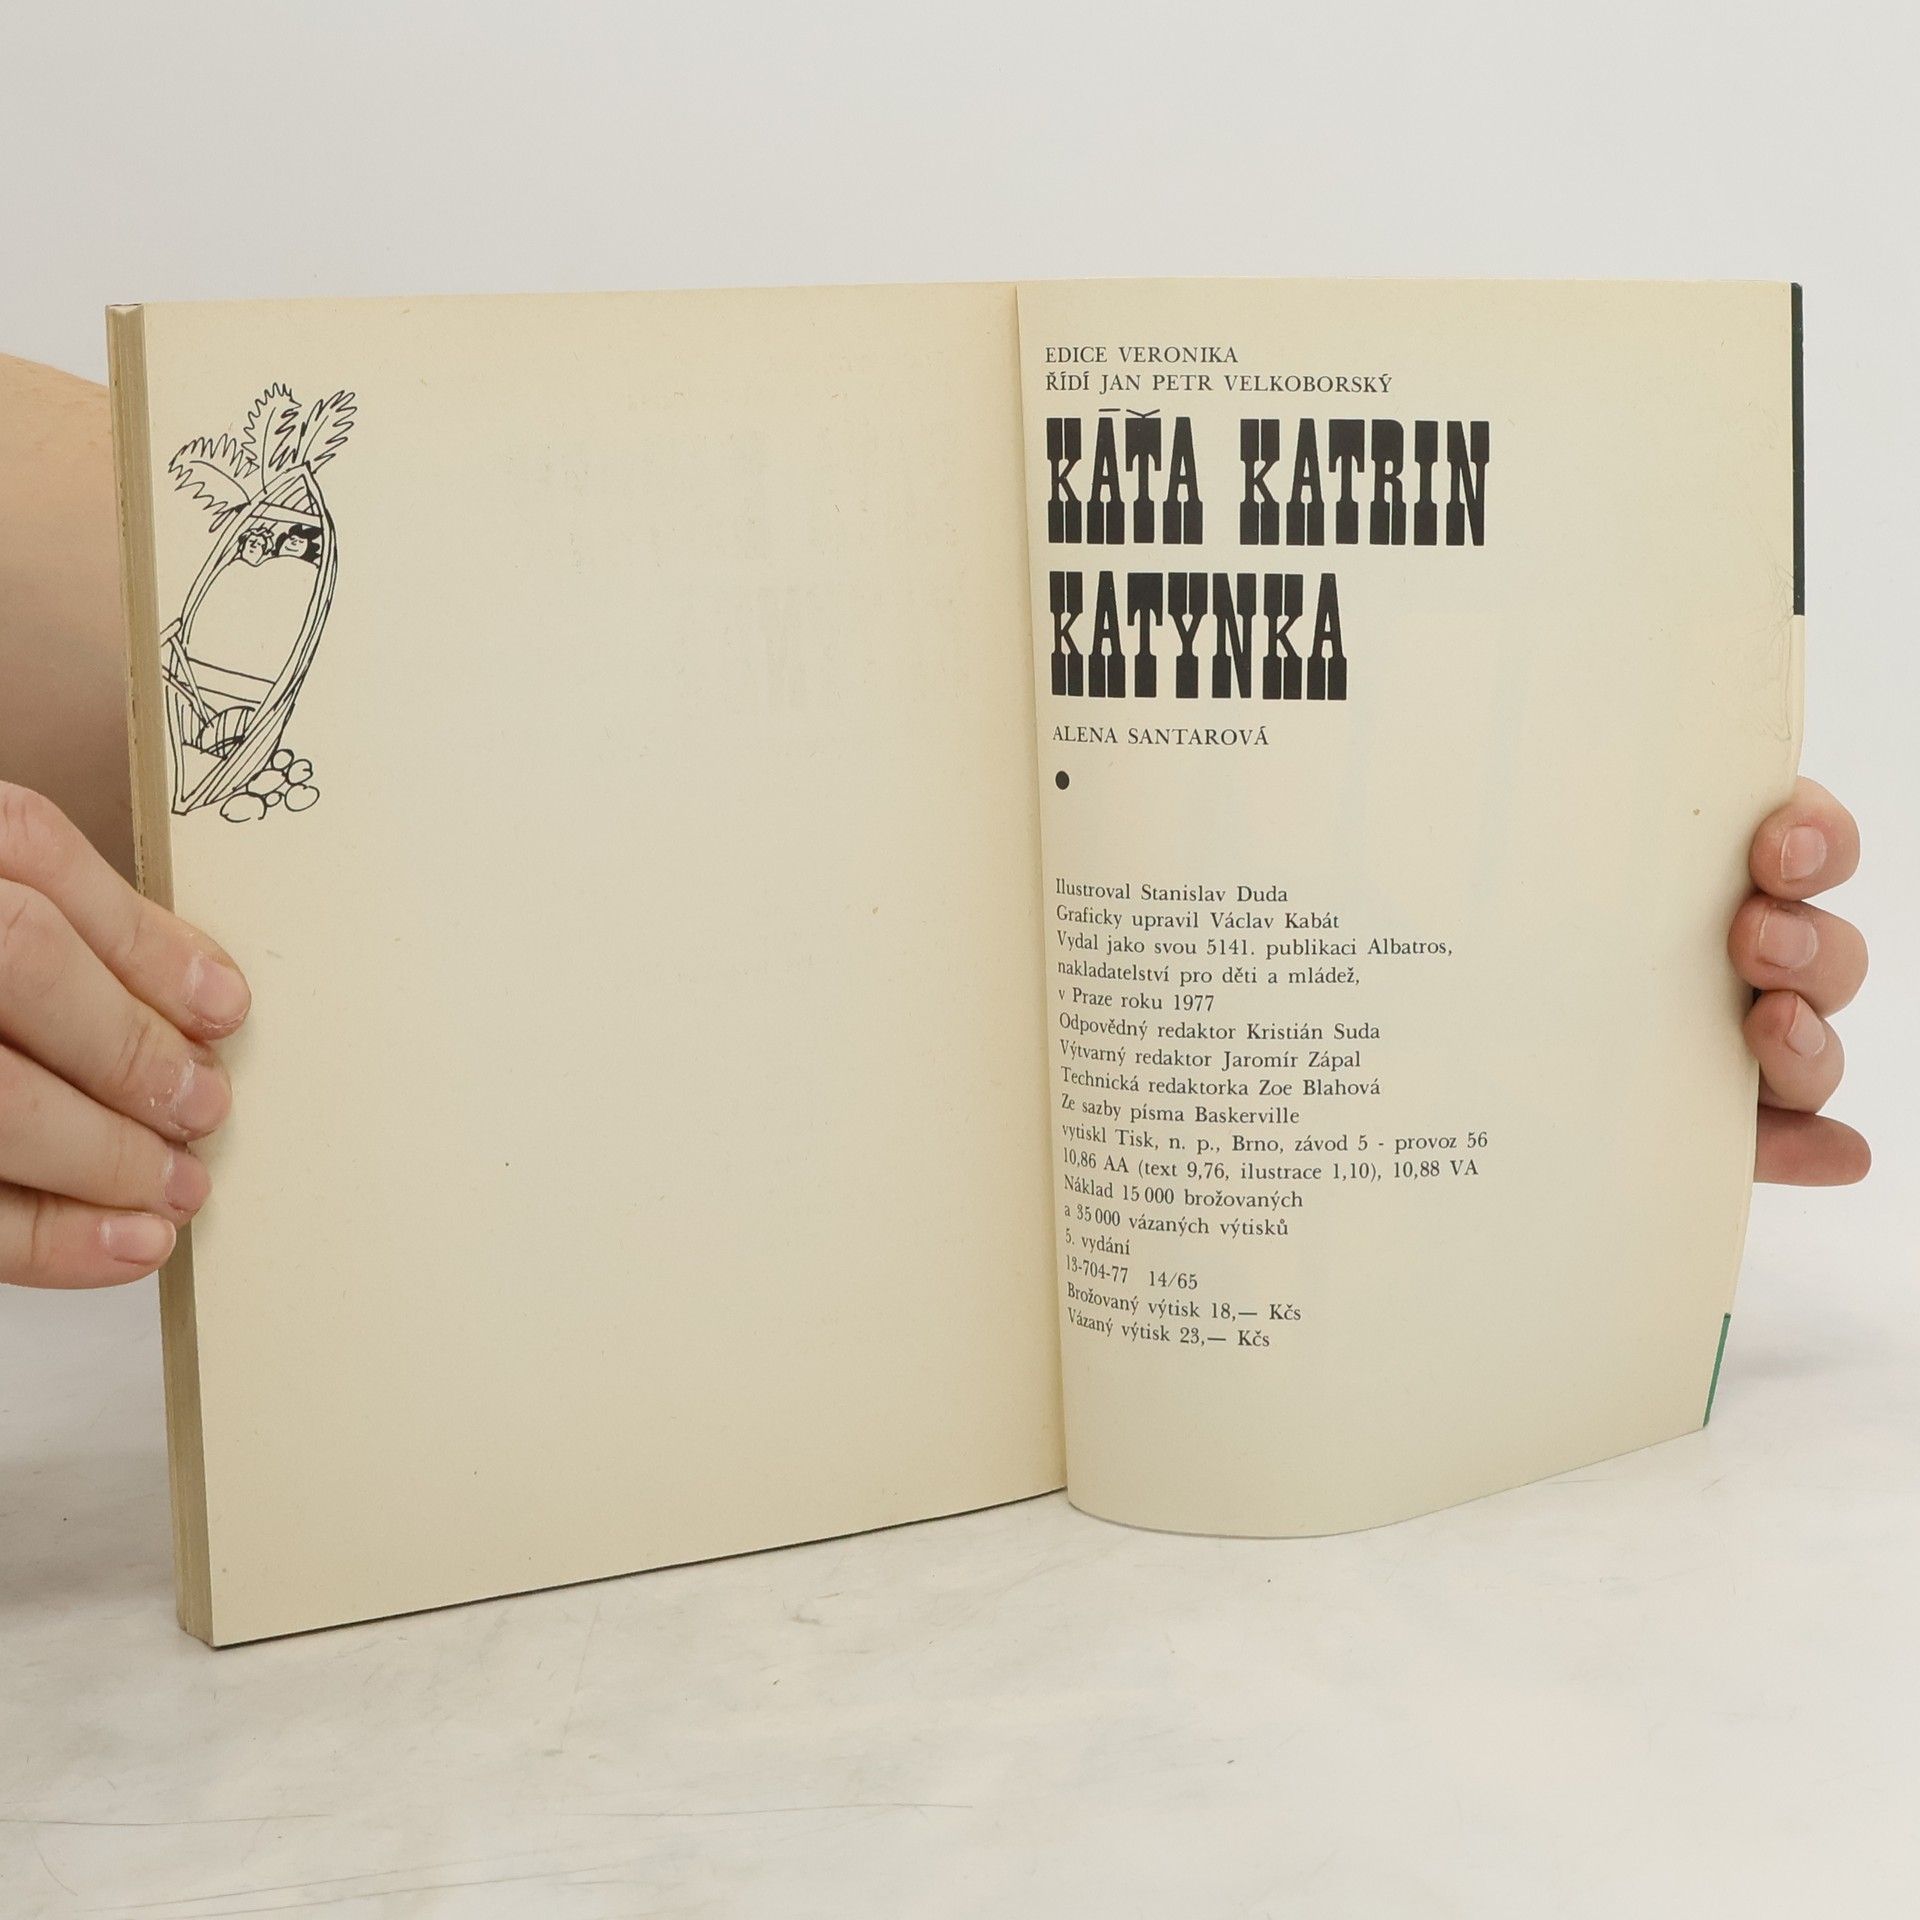 EDICE VERONIKA
ŘÍDÍ JAN PETR VELKOBORSKÝ
KÁŤA KATRIN
KATYNKA
ALENA SANTAROVÁ
Ilustroval Stanislav Duda
Graficky upravil Václav Kabát
Vydal jako svou 5141. publikaci Albatros,
nakladatelství pro děti a mládež,
v Praze roku 1977
Odpovědný redaktor Kristián Suda
Výtvarný redaktor Jaromír Zápal
Technická redaktorka Zoe Blahová
Ze sazby písma Baskerville
vytiskl Tisk, n. p., Brno, závod 5 - provoz 56
10,86 AA (text 9,76, ilustrace 1,10), 10,88 VA
Náklad 15 000 brožovaných
a 35 000 vázaných výtisků
5. vydání
13-704-77 14/65
Brožovaný výtisk 18,— Kčs
Vázaný výtisk 23,— Kčs